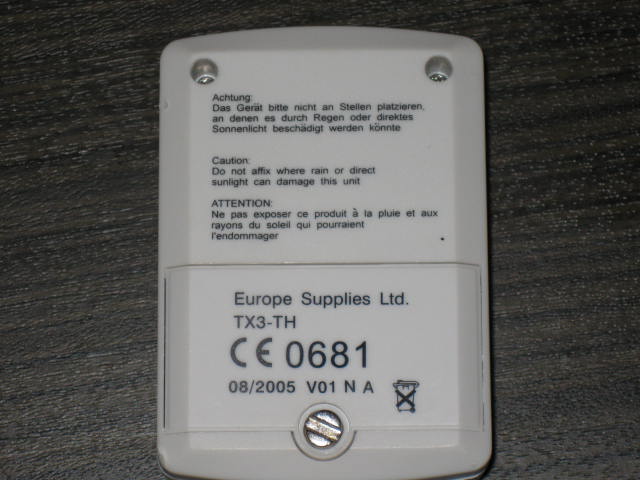 Achtung:
Das Gerät bitte nicht an Stellen platzieren,
an denen es durch Regen oder direktes
Sonnenlicht beschädigt werden könnte
Caution:
Do not affix where rain or direct
sunlight can damage this unit
ATTENTION:
Ne pas exposer ce produit à la pluie et aux
rayons du soleil qui pourraient
l'endommager
Europe Supplies Ltd.
TX3-TH
CE 0681
08/2005 V01 N A